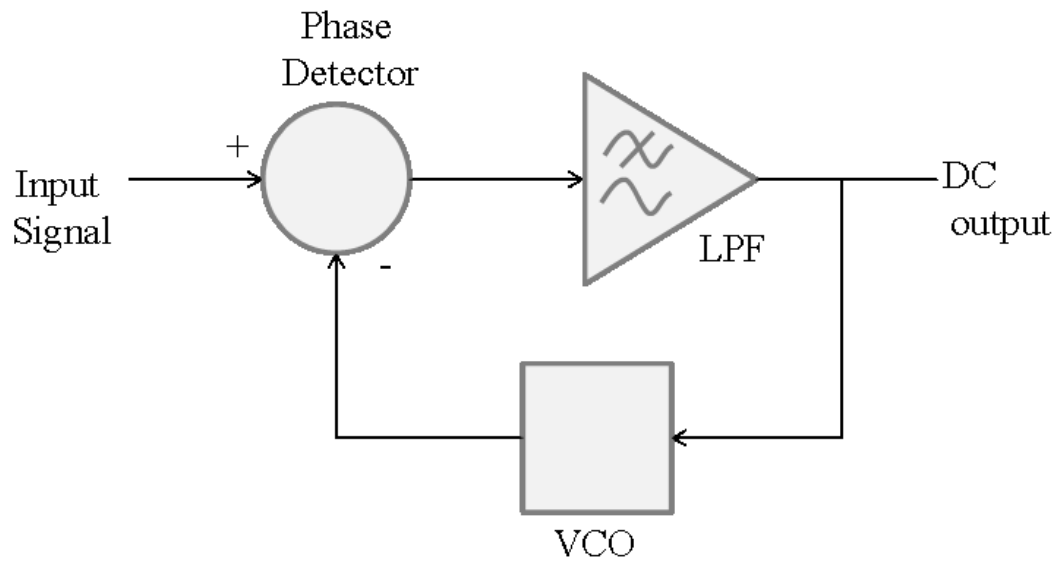 Phase
Detector
+
Input
Signal
-
LPF
DC
output
VCO